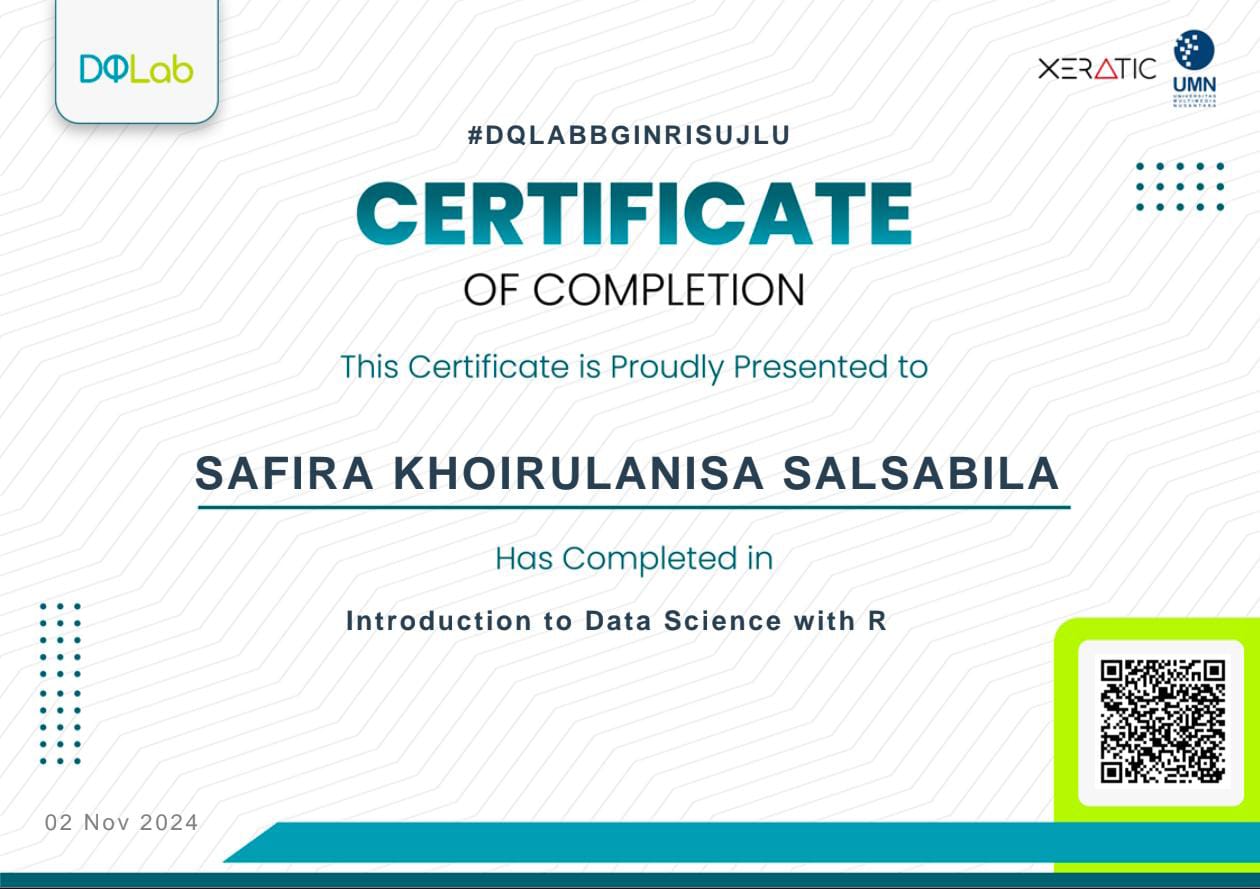 DQLab
XERATIC
UMN
UNIVERSITAS
MULTIMEDIA
NUSANTARA
#DQLABBGINRISUJLU
CERTIFICATE
OF COMPLETION
This Certificate is Proudly Presented to
SAFIRA KHOIRULANISA SALSABILA
Has Completed in
Introduction to Data Science with R
02 Nov 2024